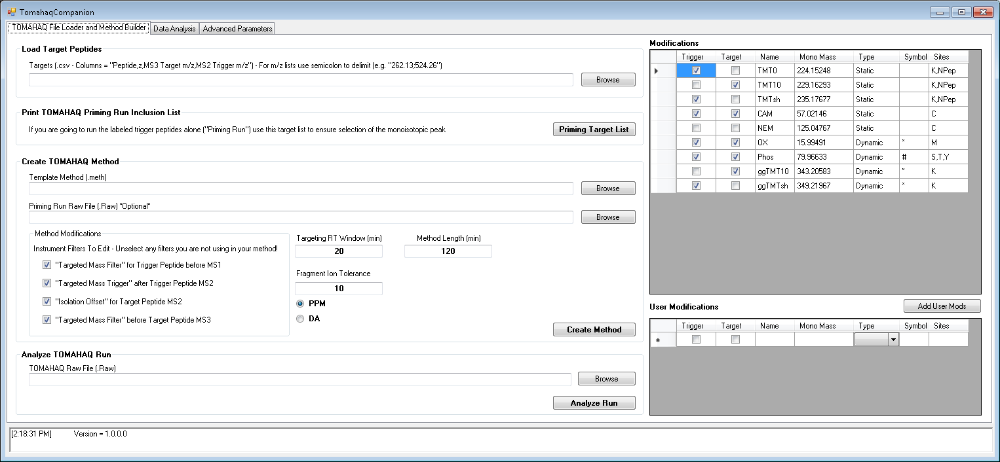 TomahaqCompanion
TOMAHAQ File Loader and Method Builder Data Analysis Advanced Parameters
Load Target Peptides
Targets (.csv - Columns = "Peptide,z,MS3 Target m/z,MS2 Trigger m/z") - For m/z lists use semicolon to delimit (e.g. "262.13;524.26")
Browse
Print TOMAHAQ Priming Run Inclusion List
If you are going to run the labeled trigger peptides alone ("Priming Run") use this target list to ensure selection of the monoisotopic peak
Priming Target List
Create TOMAHAQ Method
Template Method (.meth)
Browse
Priming Run Raw File (.Raw) *Optional*
Browse
Method Modifications
Instrument Filters To Edit - Unselect any filters you are not using in your method!
"Targeted Mass Filter" for Trigger Peptide before MS1
"Targeted Mass Trigger" after Trigger Peptide MS2
"Isolation Offset" for Target Peptide MS2
"Targeted Mass Filter" before Target Peptide MS3
Targeting RT Window (min) Method Length (min)
20 120
Fragment Ion Tolerance
10
PPM
DA
Create Method
Analyze TOMAHAQ Run
TOMAHAQ Raw File (.Raw)
Browse
Analyze Run
Modifications
Trigger Target Name Mono Mass Type Symbol Sites
TMT0 224.15248 Static K,NPep
TMT10 229.16293 Static K,NPep
TMTsh 235.17677 Static K,NPep
CAM 57.02146 Static C
NEM 125.04767 Static C
OX 15.99491 Dynamic * M
Phos 79.96633 Dynamic # S,T,Y
ggTMT10 343.20583 Dynamic * K
ggTMTsh 349.21967 Dynamic * K
User Modifications Add User Mods
Trigger Target Name Mono Mass Type Symbol Sites
[2:18:31 PM] Version = 1.0.0.0